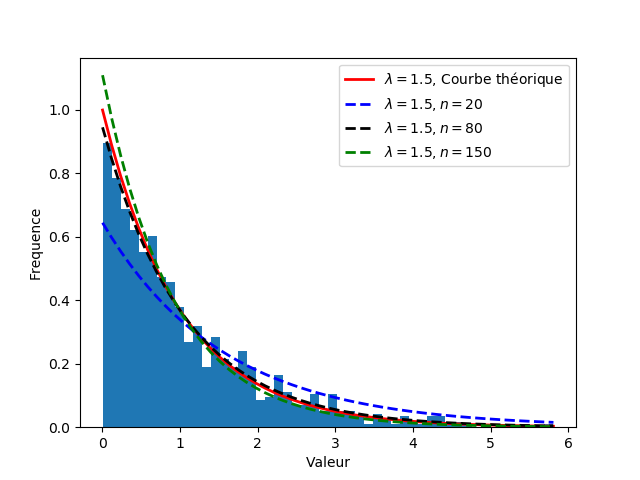 λ = 1.5, Courbe théorique
λ = 1.5, n = 20
λ = 1.5, n = 80
λ = 1.5, n = 150
1.0
0.8
0.6
0.4
0.2
0.0
Frequence
0 1 2 3 4 5 6
Valeur